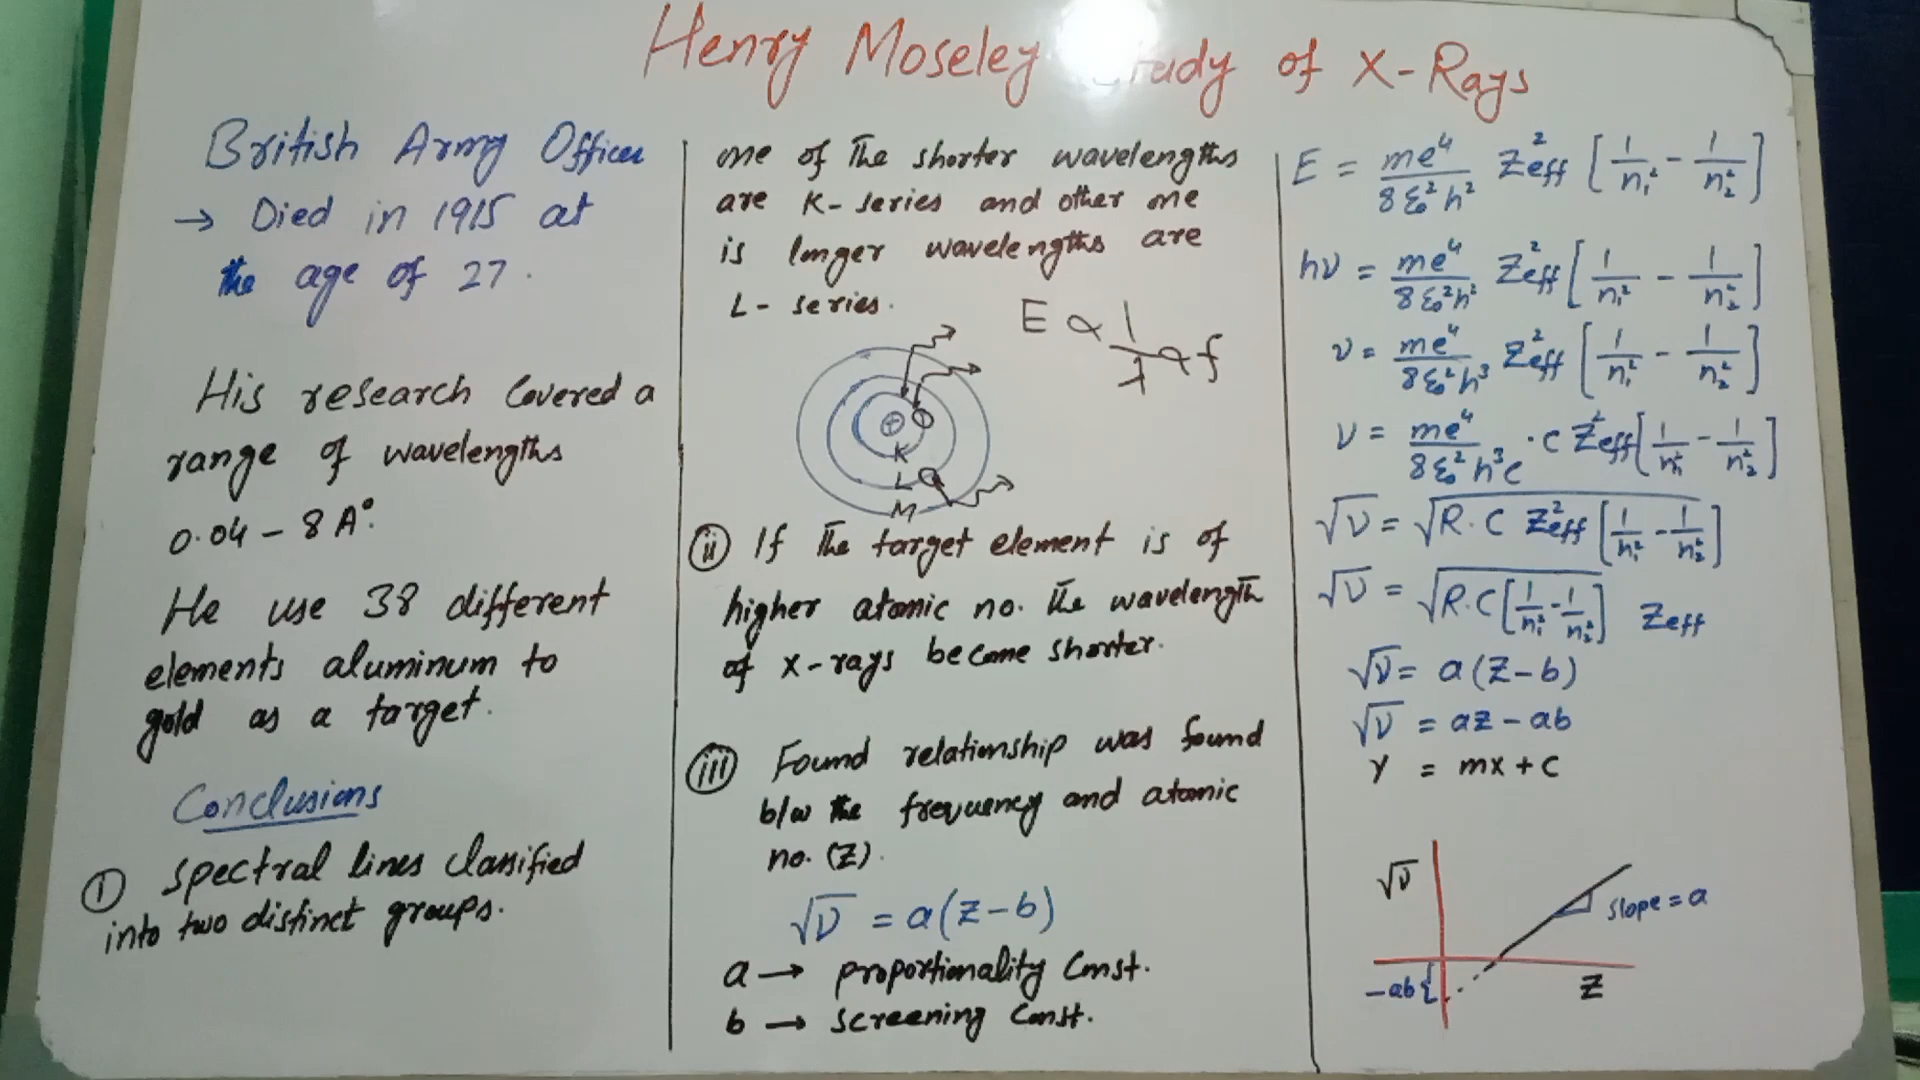 Henry Moseley Study of X-Rays
British Army Officer
→ Died in 1915 at
the age of 27.
His research Covered a
range of wavelengths
0.04 - 8 A°.
He use 38 different
elements aluminum to
gold as a target.
Conclusions
(i) Spectral lines classified
into two distinct groups.
one of the shorter wavelengths
are K-series and other one
is longer wavelengths are
L-series.
E ∝ 1/λ ∝ f
+
K
L
M
(ii) If the target element is of
higher atomic no. the wavelength
of x-rays become shorter.
(iii) Found relationship was found
b/w the frequency and atomic
no. (Z).
√ν = a(Z-b)
a → proportionality Const.
b → screening Const.
E = me⁴/8ε₀²h² Z²eff [1/n₁² - 1/n₂²]
hν = me⁴/8ε₀²h² Z²eff [1/n₁² - 1/n₂²]
ν = me⁴/8ε₀²h³ Z²eff [1/n₁² - 1/n₂²]
ν = me⁴/8ε₀²h³c · c Z²eff [1/n₁² - 1/n₂²]
√ν = √R.C Z²eff [1/n₁² - 1/n₂²]
√ν = √R.C [1/n₁² - 1/n₂²] Zeff
√ν = a(Z-b)
√ν = aZ - ab
Y = mx + c
√ν
slope = a
-ab{
Z